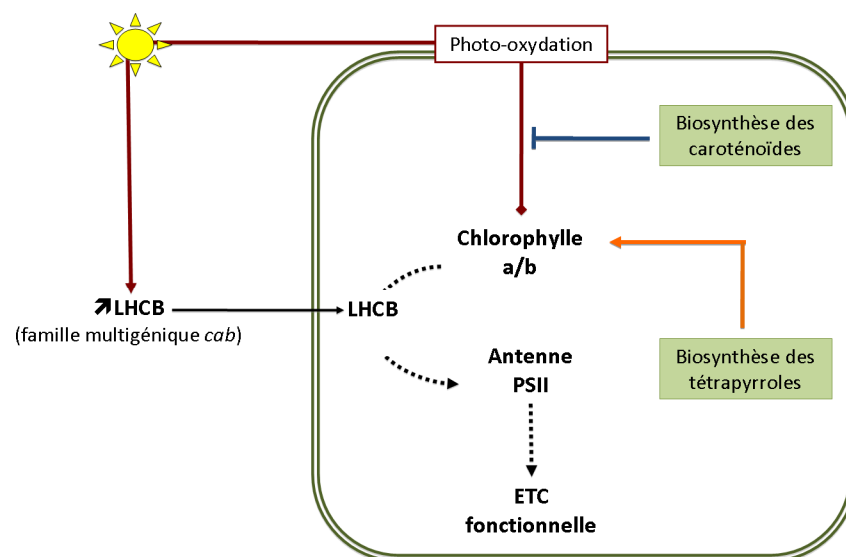 Photo-oxydation
Biosynthèse des
caroténoïdes
Chlorophylle
a/b
LHCB
(famille multigénique cab)
LHCB
Antenne
PSII
Biosynthèse des
tétrapyrroles
ETC
fonctionnelle